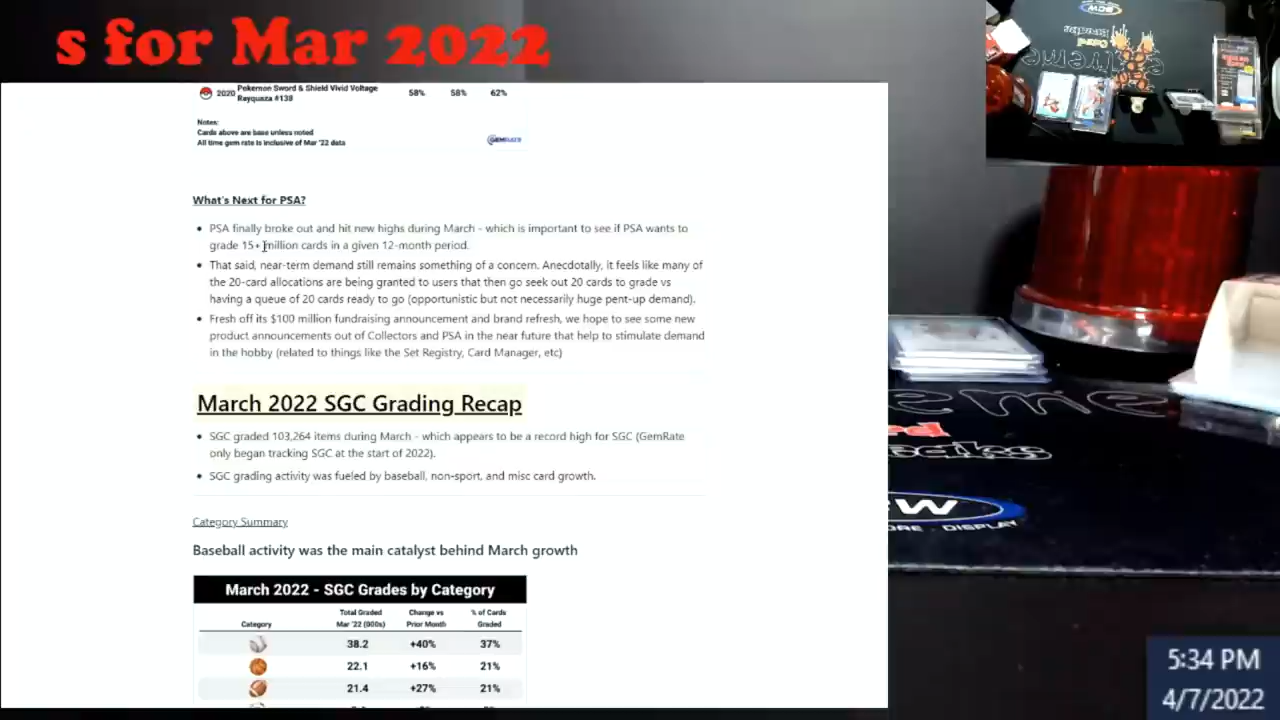 s for Mar 2022
2020 Pokemon Sword & Shield Vivid Voltage
Rayquaza #138
58% 58% 62%
Notes:
Cards above are base unless noted
All time gem rate is inclusive of Mar '22 data
GEMRATE
What's Next for PSA?
• PSA finally broke out and hit new highs during March - which is important to see if PSA wants to
grade 15+ million cards in a given 12-month period.
• That said, near-term demand still remains something of a concern. Anecdotally, it feels like many of
the 20-card allocations are being granted to users that then go seek out 20 cards to grade vs
having a queue of 20 cards ready to go (opportunistic but not necessarily huge pent-up demand).
• Fresh off its $100 million fundraising announcement and brand refresh, we hope to see some new
product announcements out of Collectors and PSA in the near future that help to stimulate demand
in the hobby (related to things like the Set Registry, Card Manager, etc)
March 2022 SGC Grading Recap
• SGC graded 103,264 items during March - which appears to be a record high for SGC (GemRate
only began tracking SGC at the start of 2022).
• SGC grading activity was fueled by baseball, non-sport, and misc card growth.
Category Summary
Baseball activity was the main catalyst behind March growth
March 2022 - SGC Grades by Category
Category
Total Graded
Mar '22 (000s)
Change vs
Prior Month
% of Cards
Graded
38.2 +40% 37%
22.1 +16% 21%
21.4 +27% 21%
eme
Breaks
W
ORE - DISPLAY
5:34 PM
4/7/2022